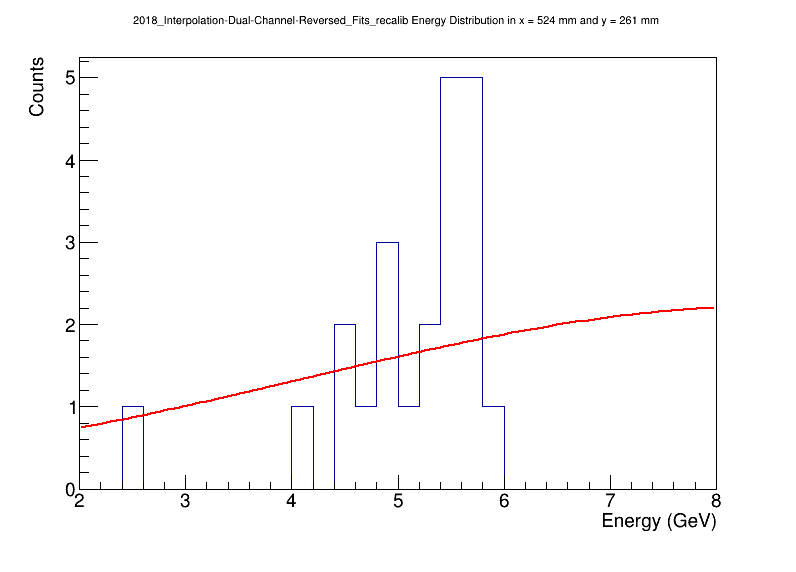 2018_Interpolation-Dual-Channel-Reversed_Fits_recalib Energy Distribution in x = 524 mm and y = 261 mm
Counts
5
4
3
2
1
0
2 3 4 5 6 7 8
Energy (GeV)